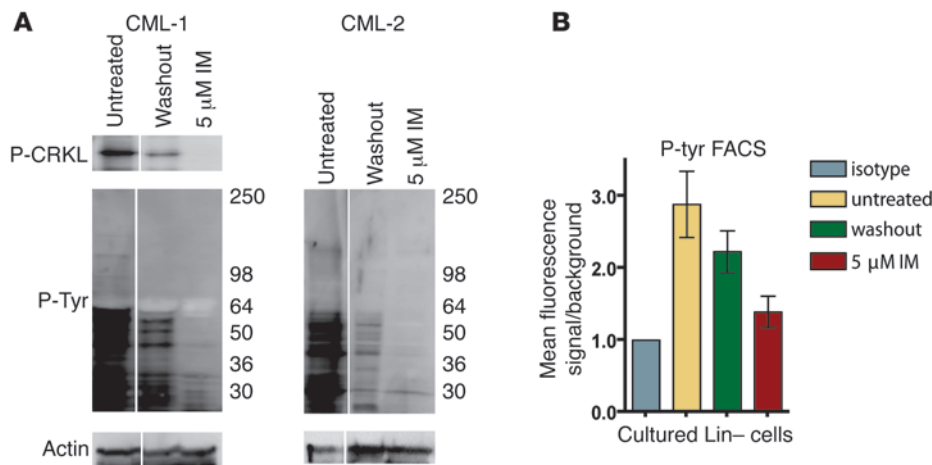 A
CML-1
CML-2
Untreated
Washout
5 μM IM
Untreated
Washout
5 μM IM
P-CRKL
P-Tyr
250
98
64
50
36
30
250
98
64
50
36
30
Actin
B
P-tyr FACS
Mean fluorescence
signal/background
3.0
2.0
1.0
0.0
Cultured Lin– cells
isotype
untreated
washout
5 μM IM